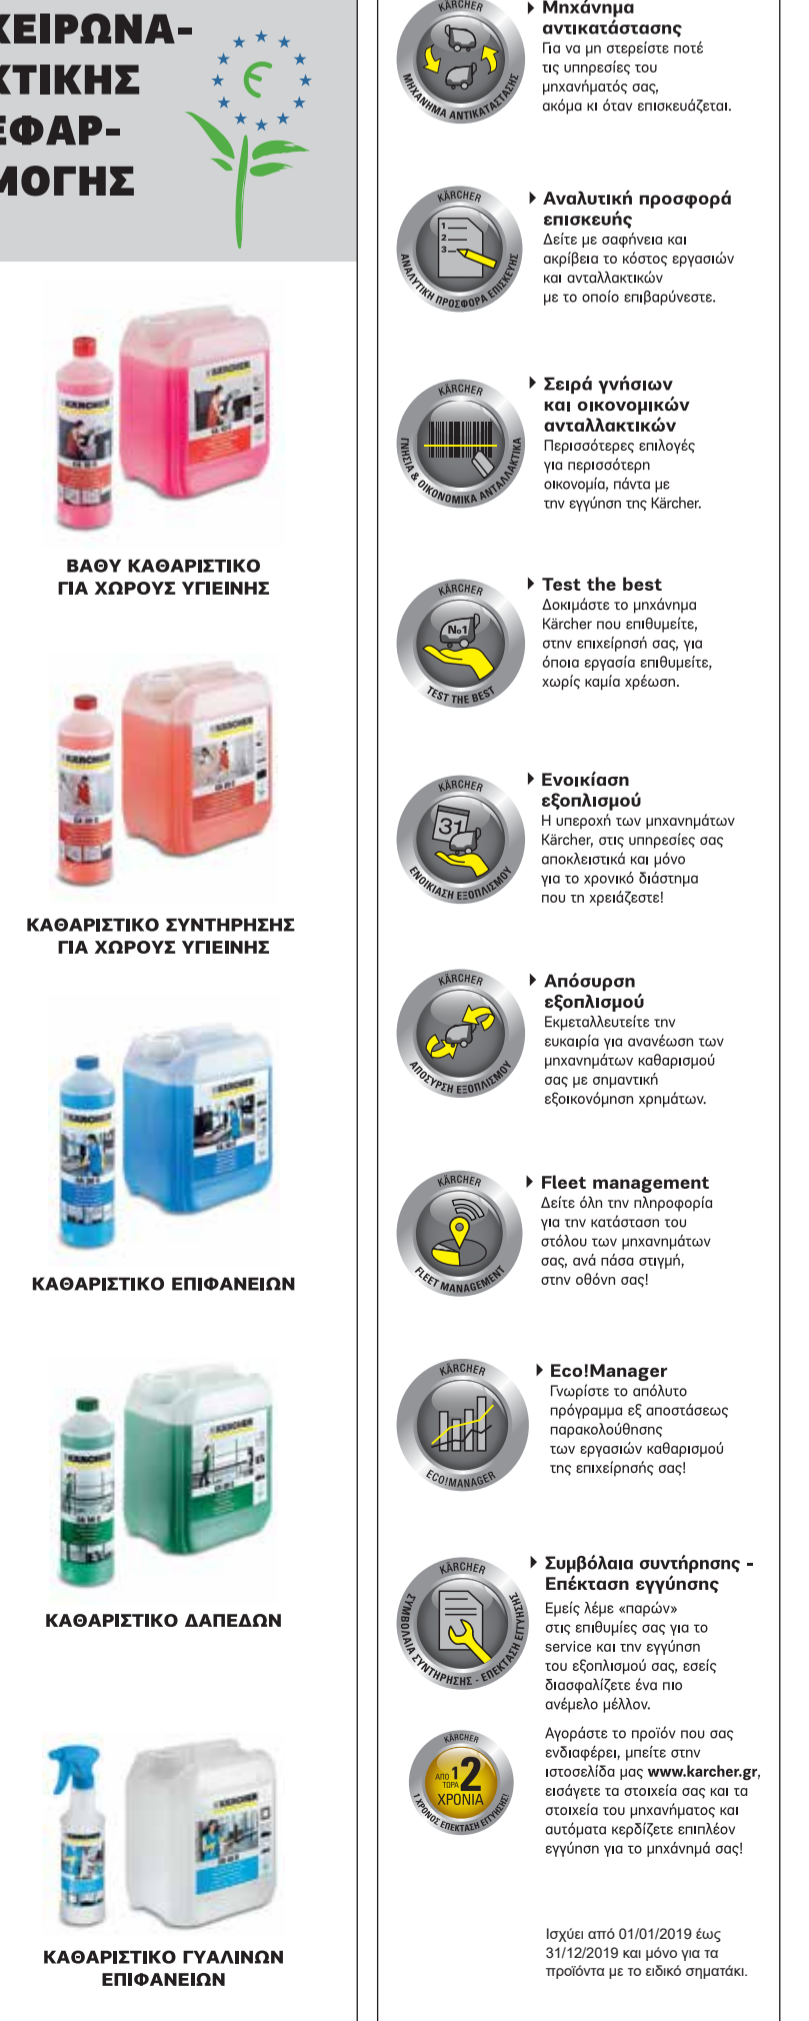 ΧΕΙΡΩΝΑ-
ΚΤΙΚΗΣ
ΕΦΑΡ-
ΜΟΓΗΣ
KÄRCHER
KÄRCHER
ΒΑΘΥ ΚΑΘΑΡΙΣΤΙΚΟ
ΓΙΑ ΧΩΡΟΥΣ ΥΓΙΕΙΝΗΣ
KÄRCHER
KÄRCHER
ΚΑΘΑΡΙΣΤΙΚΟ ΣΥΝΤΗΡΗΣΗΣ
ΓΙΑ ΧΩΡΟΥΣ ΥΓΙΕΙΝΗΣ
KÄRCHER
KÄRCHER
ΚΑΘΑΡΙΣΤΙΚΟ ΕΠΙΦΑΝΕΙΩΝ
KÄRCHER
KÄRCHER
ΚΑΘΑΡΙΣΤΙΚΟ ΔΑΠΕΔΩΝ
KÄRCHER
KÄRCHER
ΚΑΘΑΡΙΣΤΙΚΟ ΓΥΑΛΙΝΩΝ
ΕΠΙΦΑΝΕΙΩΝ
KÄRCHER
ΜΗΧΑΝΗΜΑ ΑΝΤΙΚΑΤΑΣΤΑΣΗΣ
Μηχάνημα
αντικατάστασης
Για να μη στερείστε ποτέ
τις υπηρεσίες του
μηχανήματός σας,
ακόμα κι όταν επισκευάζεται.
KÄRCHER
1
2
3
ΑΝΑΛΥΤΙΚΗ ΠΡΟΣΦΟΡΑ ΕΠΙΣΚΕΥΗΣ
Αναλυτική προσφορά
επισκευής
Δείτε με σαφήνεια και
ακρίβεια το κόστος εργασιών
και ανταλλακτικών
με το οποίο επιβαρύνεστε.
KÄRCHER
ΓΝΗΣΙΑ & ΟΙΚΟΝΟΜΙΚΑ ΑΝΤΑΛΛΑΚΤΙΚΑ
Σειρά γνήσιων
και οικονομικών
ανταλλακτικών
Περισσότερες επιλογές
για περισσότερη
οικονομία, πάντα με
την εγγύηση της Kärcher.
KÄRCHER
No1
TEST THE BEST
Test the best
Δοκιμάστε το μηχάνημα
Kärcher που επιθυμείτε,
στην επιχείρησή σας, για
όποια εργασία επιθυμείτε,
χωρίς καμία χρέωση.
KÄRCHER
31
ΕΝΟΙΚΙΑΣΗ ΕΞΟΠΛΙΣΜΟΥ
Ενοικίαση
εξοπλισμού
Η υπεροχή των μηχανημάτων
Kärcher, στις υπηρεσίες σας
αποκλειστικά και μόνο
για το χρονικό διάστημα
που τη χρειάζεστε!
KÄRCHER
ΑΠΟΣΥΡΣΗ ΕΞΟΠΛΙΣΜΟΥ
Απόσυρση
εξοπλισμού
Εκμεταλλευτείτε την
ευκαιρία για ανανέωση των
μηχανημάτων καθαρισμού
σας με σημαντική
εξοικονόμηση χρημάτων.
KÄRCHER
FLEET MANAGEMENT
Fleet management
Δείτε όλη την πληροφορία
για την κατάσταση του
στόλου των μηχανημάτων
σας, ανά πάσα στιγμή,
στην οθόνη σας!
KÄRCHER
ECO!MANAGER
Eco!Manager
Γνωρίστε το απόλυτο
πρόγραμμα εξ αποστάσεως
παρακολούθησης
των εργασιών καθαρισμού
της επιχείρησής σας!
KÄRCHER
ΣΥΜΒΟΛΑΙΑ ΣΥΝΤΗΡΗΣΗΣ - ΕΠΕΚΤΑΣΗ ΕΓΓΥΗΣΗΣ
Συμβόλαια συντήρησης -
Επέκταση εγγύησης
Εμείς λέμε «παρών»
στις επιθυμίες σας για το
service και την εγγύηση
του εξοπλισμού σας, εσείς
διασφαλίζετε ένα πιο
ανέμελο μέλλον.
KÄRCHER
ΑΠΟ 1 2
ΤΩΡΑ
ΧΡΟΝΙΑ
1 ΧΡΟΝΟΣ ΕΠΕΚΤΑΣΗ ΕΓΓΥΗΣΗΣ!
Αγοράστε το προϊόν που σας
ενδιαφέρει, μπείτε στην
ιστοσελίδα μας www.karcher.gr,
εισάγετε τα στοιχεία σας και τα
στοιχεία του μηχανήματος και
αυτόματα κερδίζετε επιπλέον
εγγύηση για το μηχάνημά σας!
Ισχύει από 01/01/2019 έως
31/12/2019 και μόνο για τα
προϊόντα με το ειδικό σηματάκι.